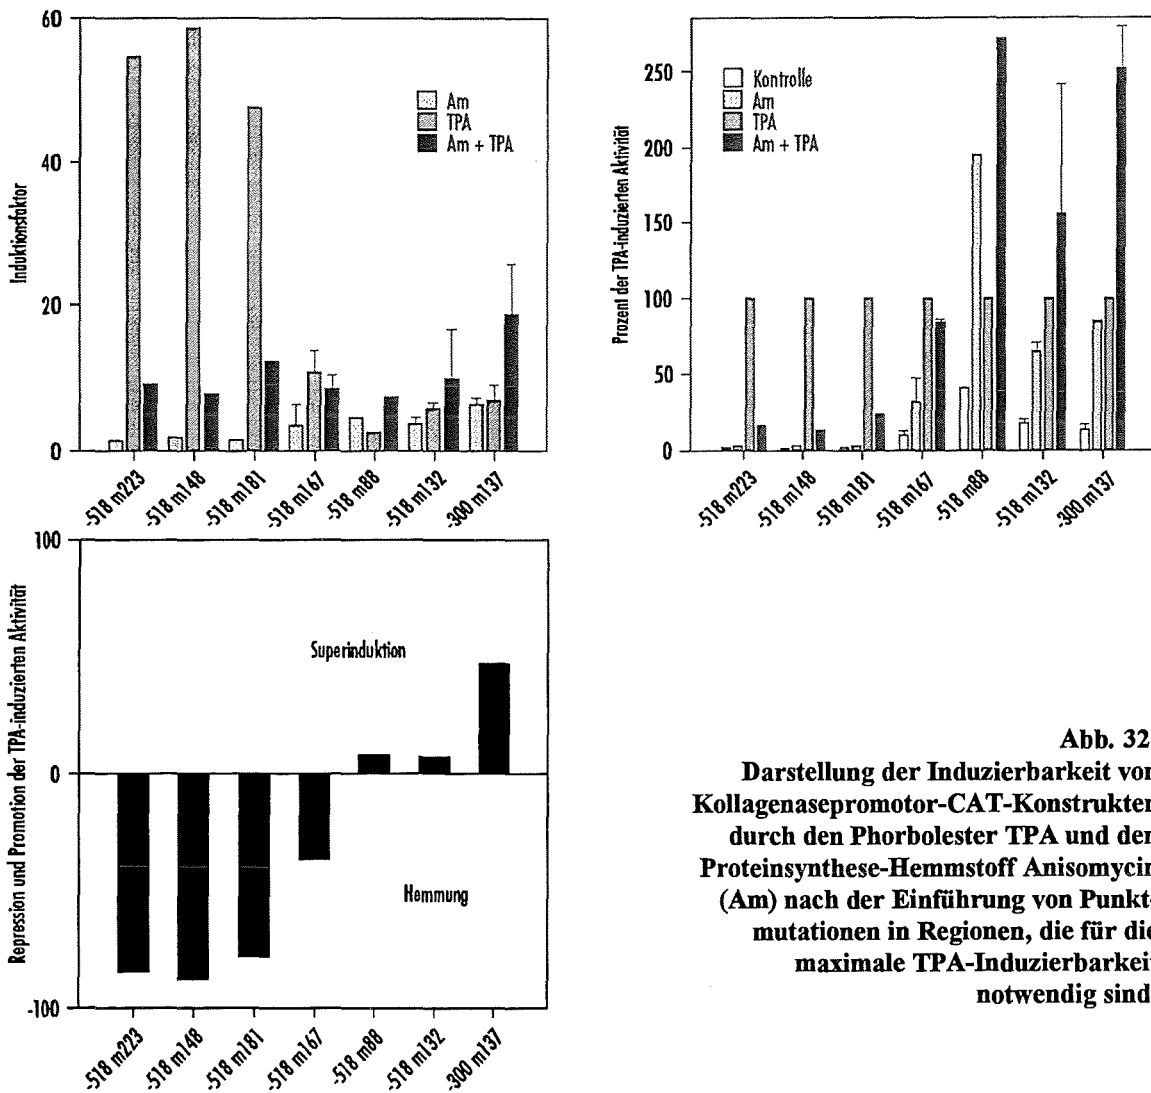 60
40
20
0
Induktionsfaktor
Am
TPA
Am + TPA
-518 m223
-518 m148
-518 m181
-518 m167
-518 m88
-518 m132
-300 m137
250
200
150
100
50
0
Prozent der TPA-induzierten Aktivität
Kontrolle
Am
TPA
Am + TPA
-518 m223
-518 m148
-518 m181
-518 m167
-518 m88
-518 m132
-300 m137
100
0
-100
Repression und Promotion der TPA-induzierten Aktivität
Superinduktion
Hemmung
-518 m223
-518 m148
-518 m181
-518 m167
-518 m88
-518 m132
-300 m137
Abb. 32
Darstellung der Induzierbarkeit von
Kollagenasepromotor-CAT-Konstrukten
durch den Phorbolester TPA und den
Proteinsynthese-Hemmstoff Anisomycin
(Am) nach der Einführung von Punkt-
mutationen in Regionen, die für die
maximale TPA-Induzierbarkeit
notwendig sind